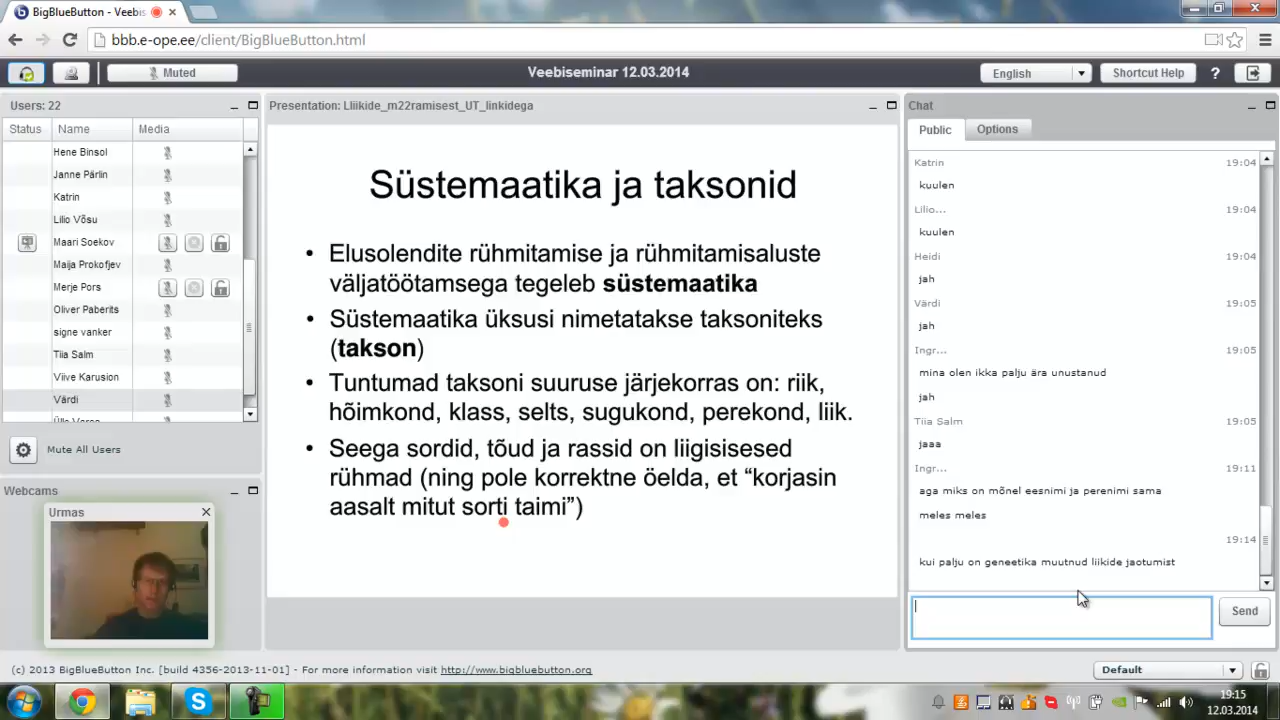 BigBlueButton - Veebis
bbb.e-ope.ee/client/BigBlueButton.html
Muted
Veebiseminar 12.03.2014
English
Shortcut Help
?
Users: 22
Status Name Media
Hene Binsol
Janne Pärlin
Katrin
Lilio Võsu
Maari Soekov
Maija Prokofjev
Merje Pors
Oliver Paberits
signe vanker
Tiia Salm
Viive Karusion
Värdi
Mute All Users
Webcams
Urmas
Presentation: Lliikide_m22ramisest_UT_linkidega
Süstemaatika ja taksonid
• Elusolendite rühmitamise ja rühmitamisaluste
väljatöötamsega tegeleb süstemaatika
• Süstemaatika üksusi nimetatakse taksoniteks
(takson)
• Tuntumad taksoni suuruse järjekorras on: riik,
hõimkond, klass, selts, sugukond, perekond, liik.
• Seega sordid, tõud ja rassid on liigisisesed
rühmad (ning pole korrektne öelda, et “korjasin
aasalt mitut sorti taimi”)
Chat
Public Options
Katrin 19:04
kuulen
Lilio... 19:04
kuulen
Heidi 19:04
jah
Värdi 19:05
jah
Ingr... 19:05
mina olen ikka palju ära unustanud
jah
Tiia Salm 19:05
jaaa
Ingr... 19:11
aga miks on mõnel eesnimi ja perenimi sama
meles meles
19:14
kui palju on geneetika muutnud liikide jaotumist
Send
(c) 2013 BigBlueButton Inc. [build 4356-2013-11-01] - For more information visit http://www.bigbluebutton.org
Default
19:15
12.03.2014